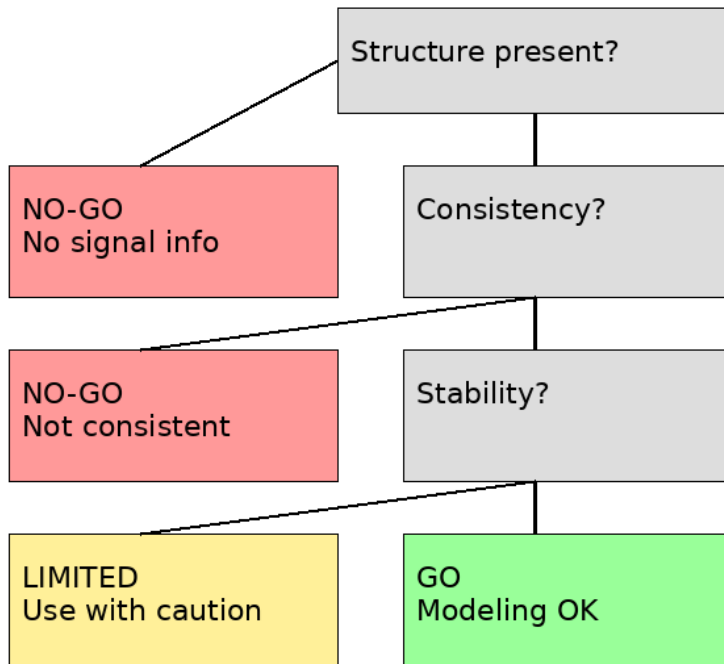 Structure present?
NO-GO
No signal info
Consistency?
NO-GO
Not consistent
Stability?
LIMITED
Use with caution
GO
Modeling OK